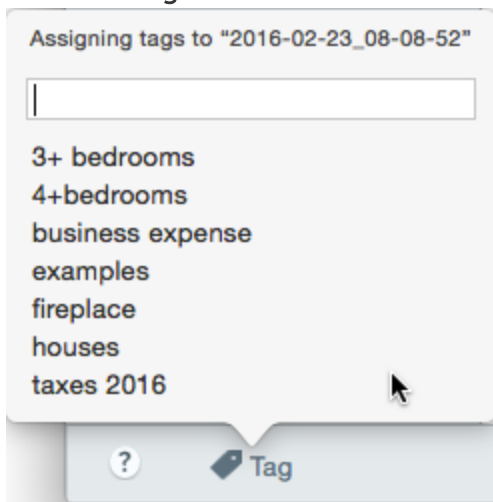 Assigning tags to “2016-02-23_08-08-52”
3+ bedrooms
4+bedrooms
business expense
examples
fireplace
houses
taxes 2016
? Tag